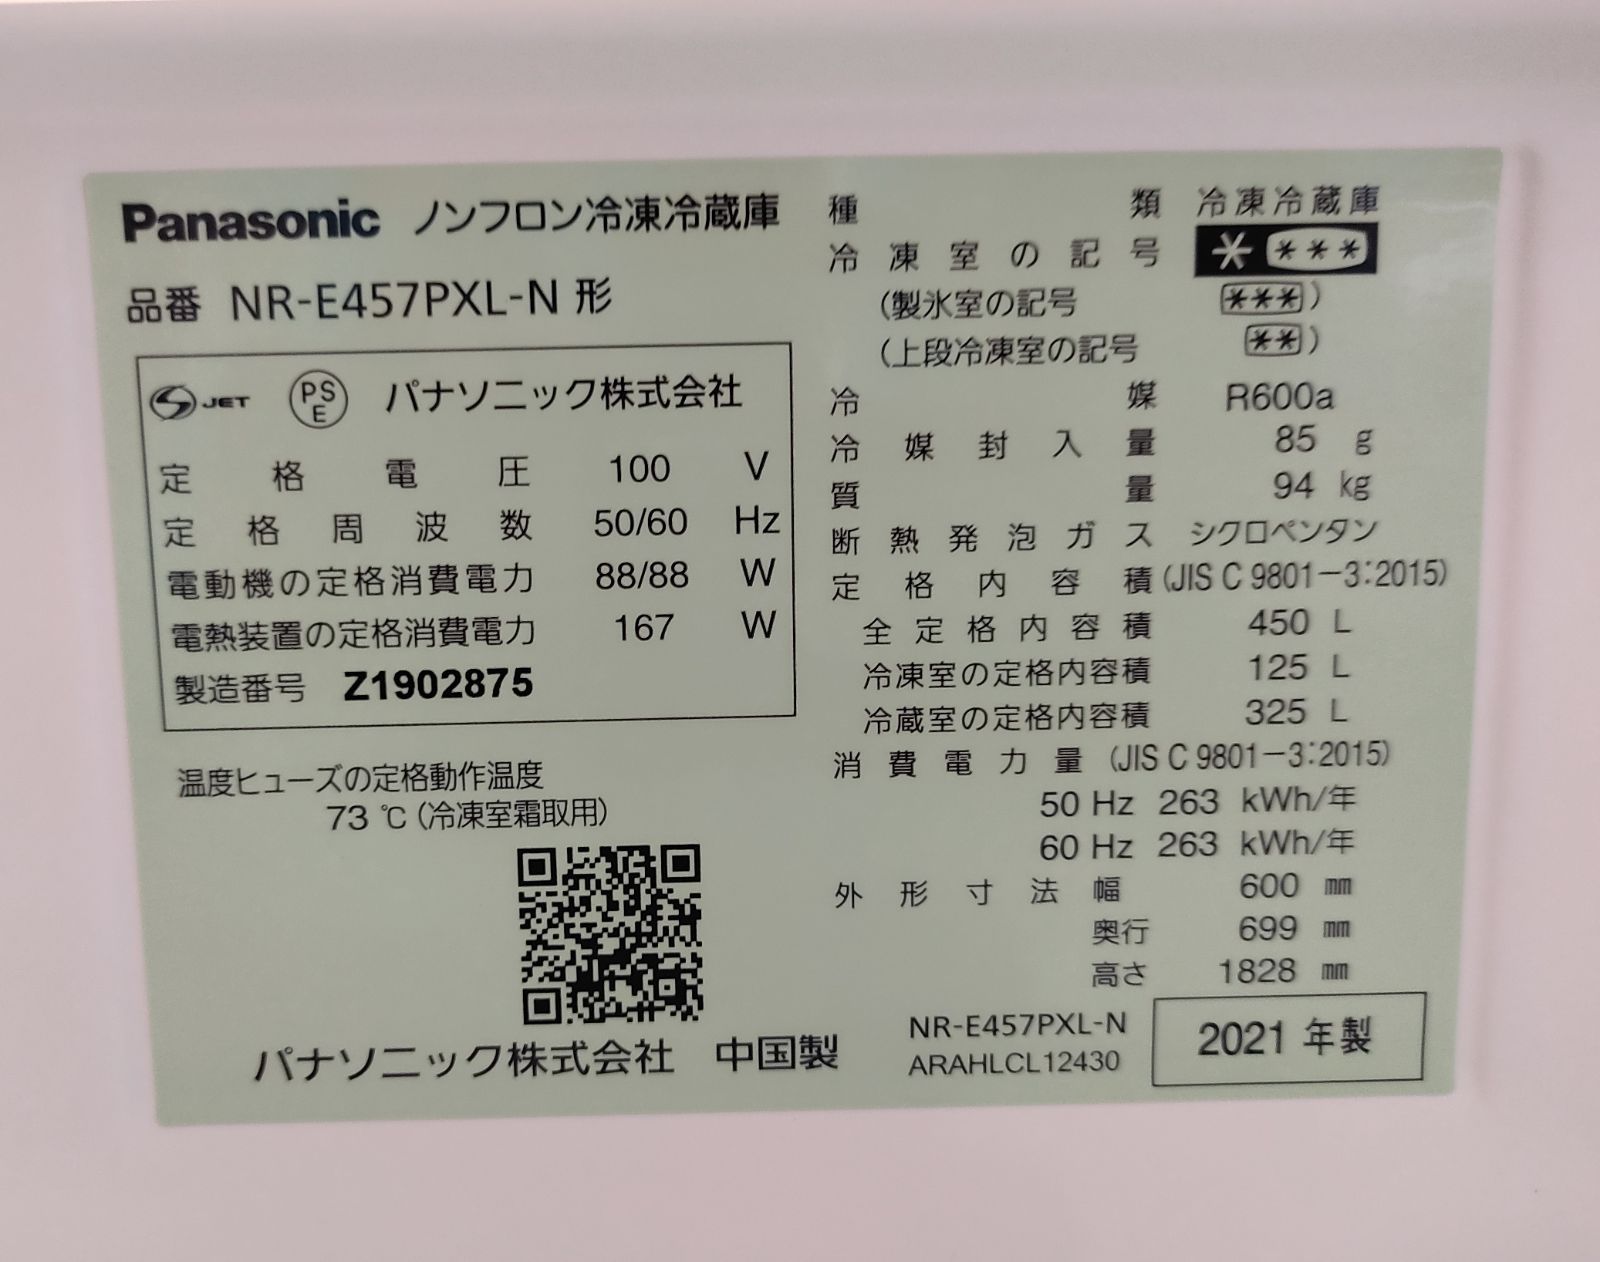 Panasonic ノンフロン冷凍冷蔵庫
品番 NR-E457PXL-N 形
JET PSE パナソニック株式会社
定格電圧 100 V
定格周波数 50/60 Hz
電動機の定格消費電力 88/88 W
電熱装置の定格消費電力 167 W
製造番号 Z1902875
温度ヒューズの定格動作温度
73 ℃(冷凍室霜取用)
パナソニック株式会社 中国製
種類 冷凍冷蔵庫
冷凍室の記号 * ***
(製氷室の記号 ***)
(上段冷凍室の記号 **)
冷媒 R600a
冷媒封入量 85 g
質量 94 kg
断熱発泡ガス シクロペンタン
定格内容積 (JIS C 9801-3:2015)
全定格内容積 450 L
冷凍室の定格内容積 125 L
冷蔵室の定格内容積 325 L
消費電力量 (JIS C 9801-3:2015)
50 Hz 263 kWh/年
60 Hz 263 kWh/年
外形寸法 幅 600 ㎜
奥行 699 ㎜
高さ 1828 ㎜
NR-E457PXL-N
ARAHLCL12430
2021 年製